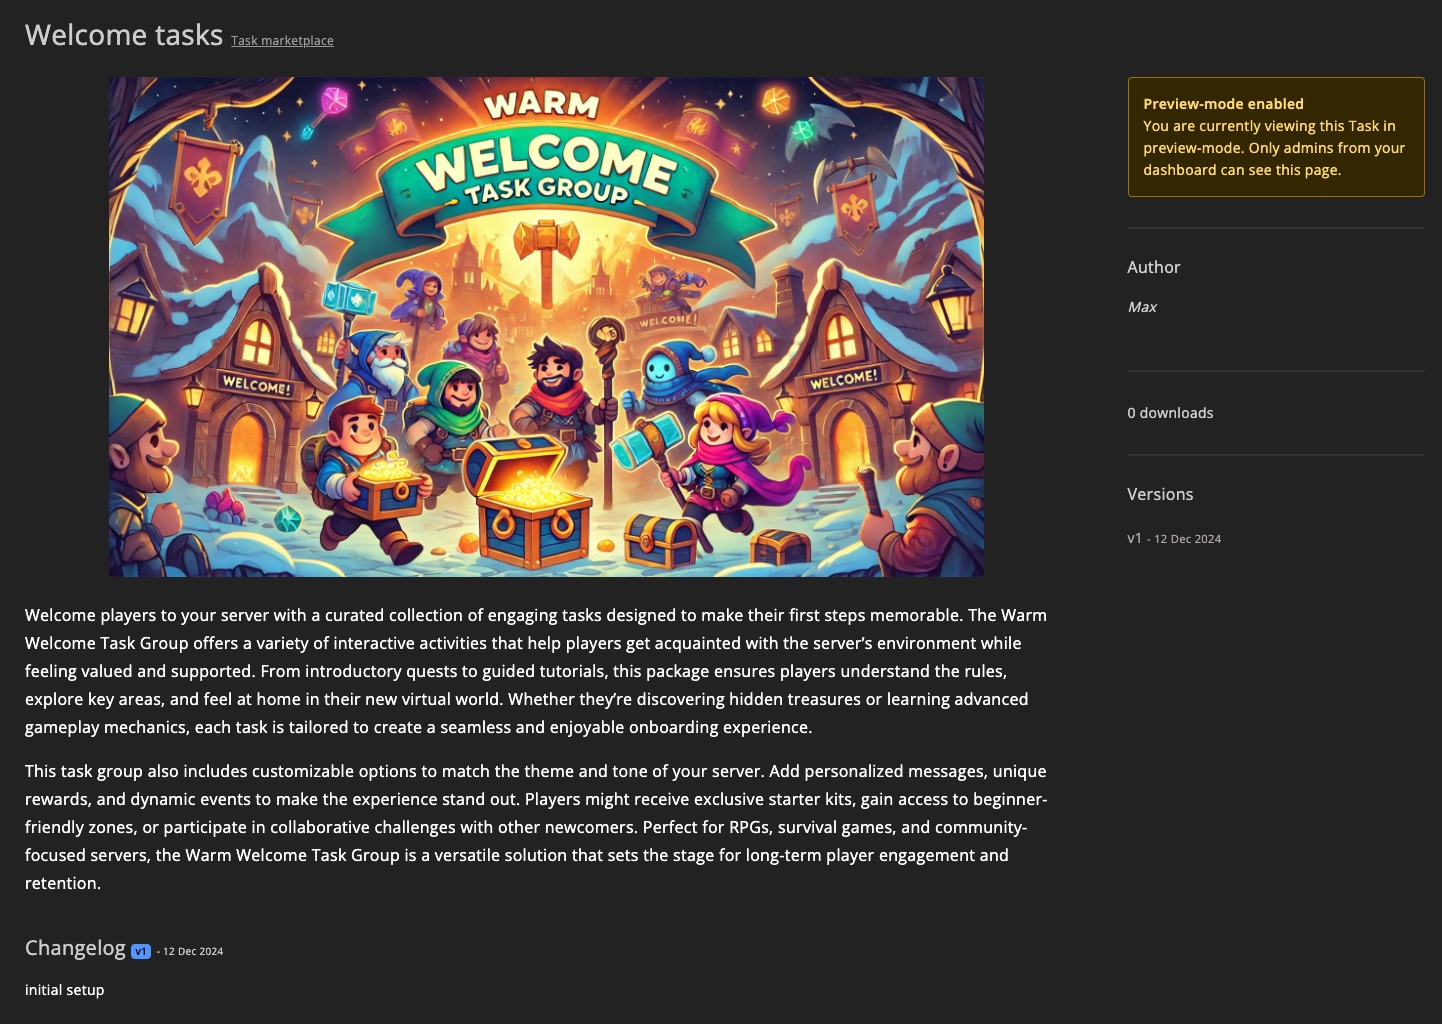 Welcome tasks Task marketplace
WARM
WELCOME
TASK GROUP
WELCOME!
WELCOME!
WELCOME!
Welcome players to your server with a curated collection of engaging tasks designed to make their first steps memorable. The Warm
Welcome Task Group offers a variety of interactive activities that help players get acquainted with the server’s environment while
feeling valued and supported. From introductory quests to guided tutorials, this package ensures players understand the rules,
explore key areas, and feel at home in their new virtual world. Whether they’re discovering hidden treasures or learning advanced
gameplay mechanics, each task is tailored to create a seamless and enjoyable onboarding experience.
This task group also includes customizable options to match the theme and tone of your server. Add personalized messages, unique
rewards, and dynamic events to make the experience stand out. Players might receive exclusive starter kits, gain access to beginner-
friendly zones, or participate in collaborative challenges with other newcomers. Perfect for RPGs, survival games, and community-
focused servers, the Warm Welcome Task Group is a versatile solution that sets the stage for long-term player engagement and
retention.
Changelog v1 - 12 Dec 2024
initial setup
Preview-mode enabled
You are currently viewing this Task in
preview-mode. Only admins from your
dashboard can see this page.
Author
Max
0 downloads
Versions
v1 - 12 Dec 2024